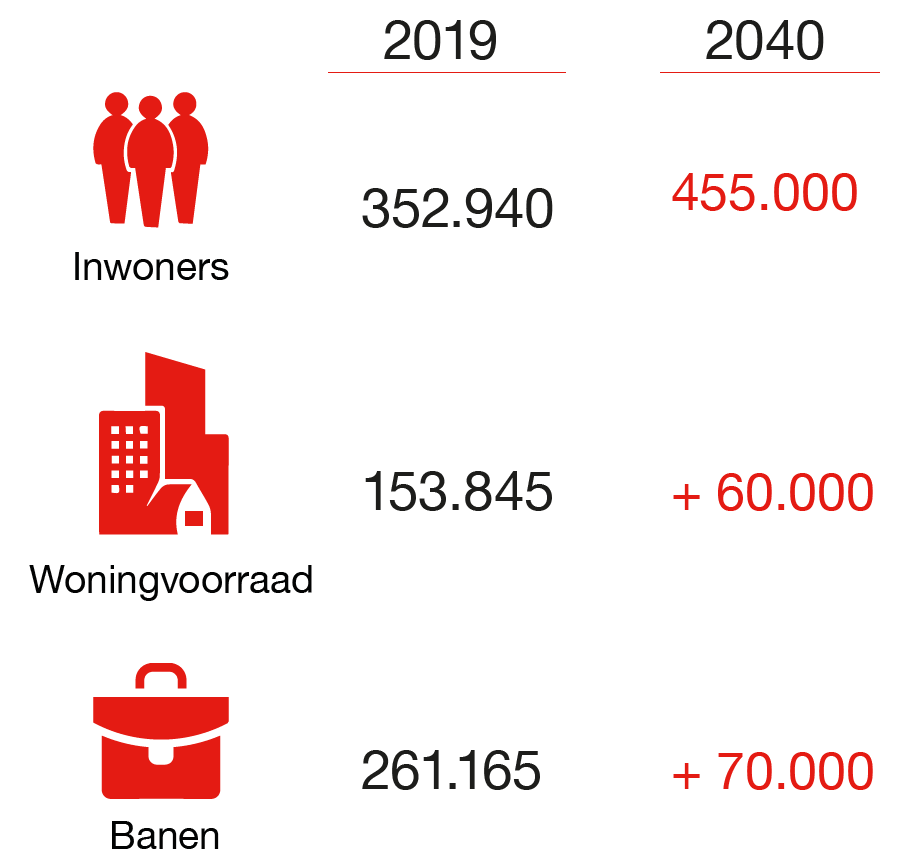 2019 2040
352.940 455.000
Inwoners
153.845 + 60.000
Woningvoorraad
261.165 + 70.000
Banen